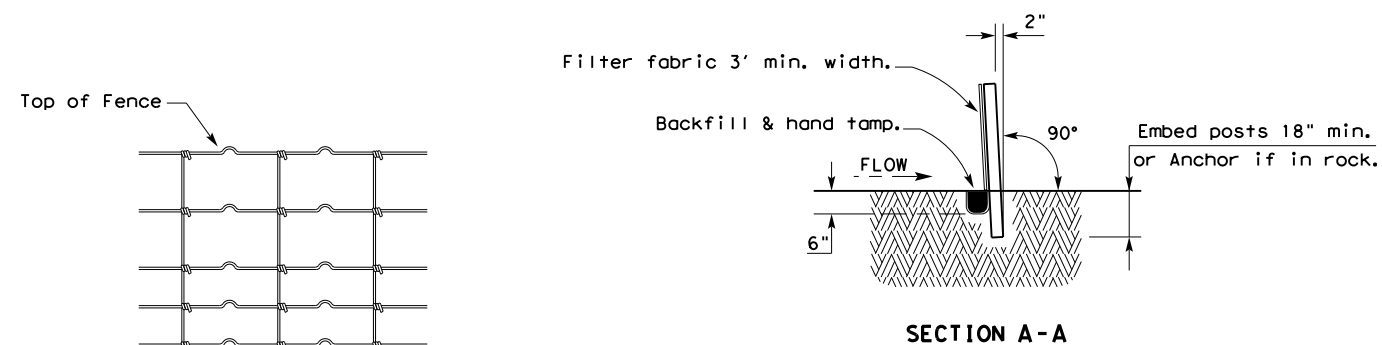 Top of Fence
2"
Filter fabric 3' min. width.
Backfill & hand tamp.
90°
Embed posts 18" min.
or Anchor if in rock.
FLOW
6"
SECTION A-A